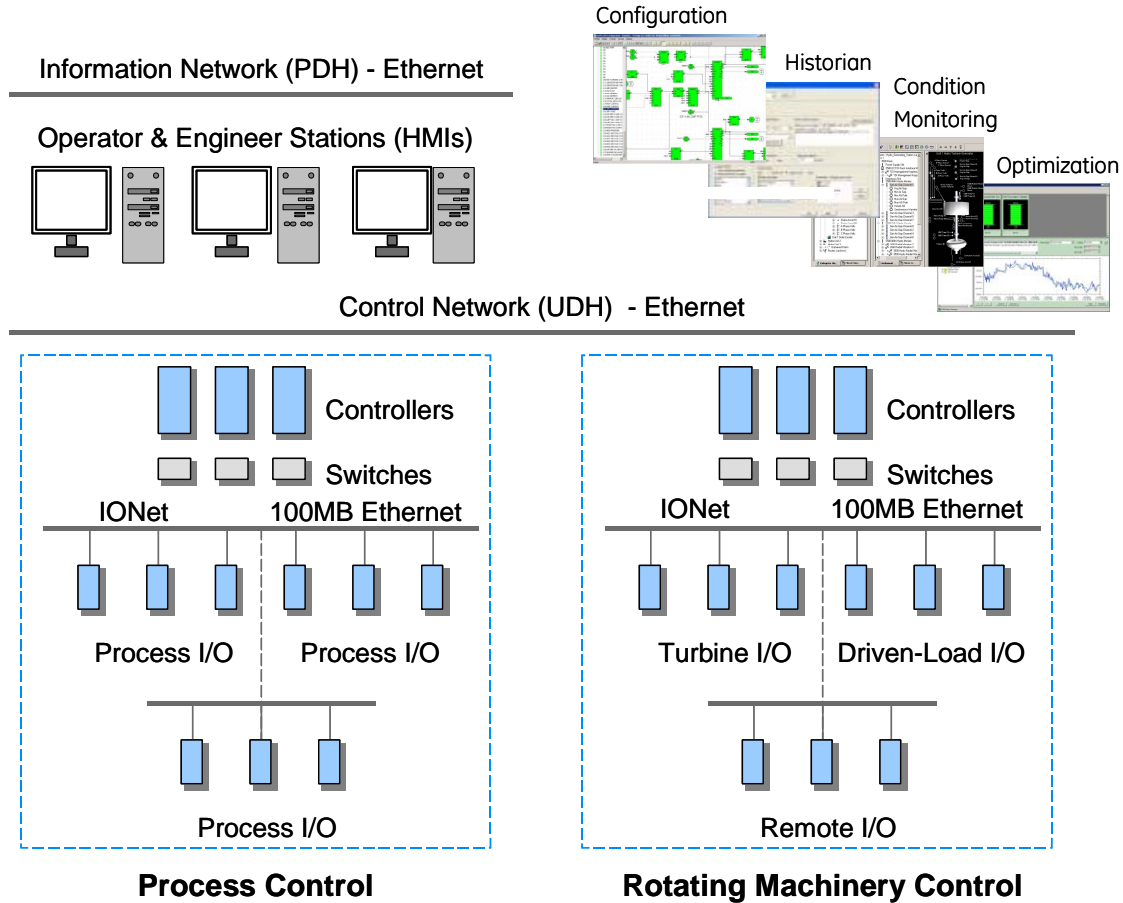 Configuration
Information Network (PDH) - Ethernet
Historian
Condition
Monitoring
Operator & Engineer Stations (HMIs)
Optimization
Control Network (UDH) - Ethernet
Controllers
Switches
IONet
100MB Ethernet
Process I/O
Process I/O
Process I/O
Process Control
Controllers
Switches
IONet
100MB Ethernet
Turbine I/O
Driven-Load I/O
Remote I/O
Rotating Machinery Control